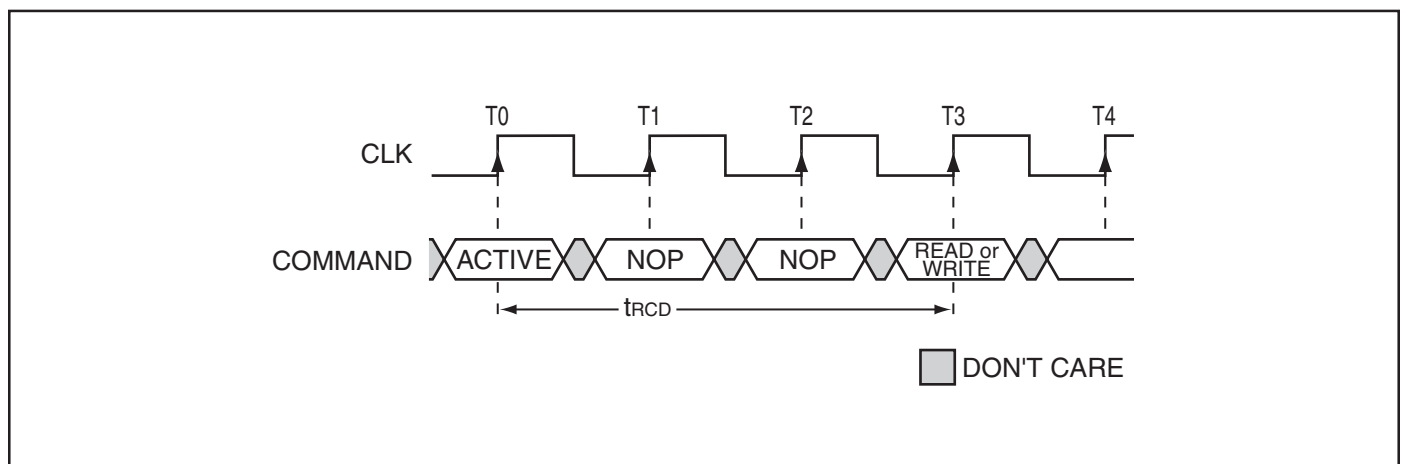 T0 T1 T2 T3 T4
CLK
COMMAND ACTIVE NOP NOP READ or
WRITE
tRCD
DON'T CARE